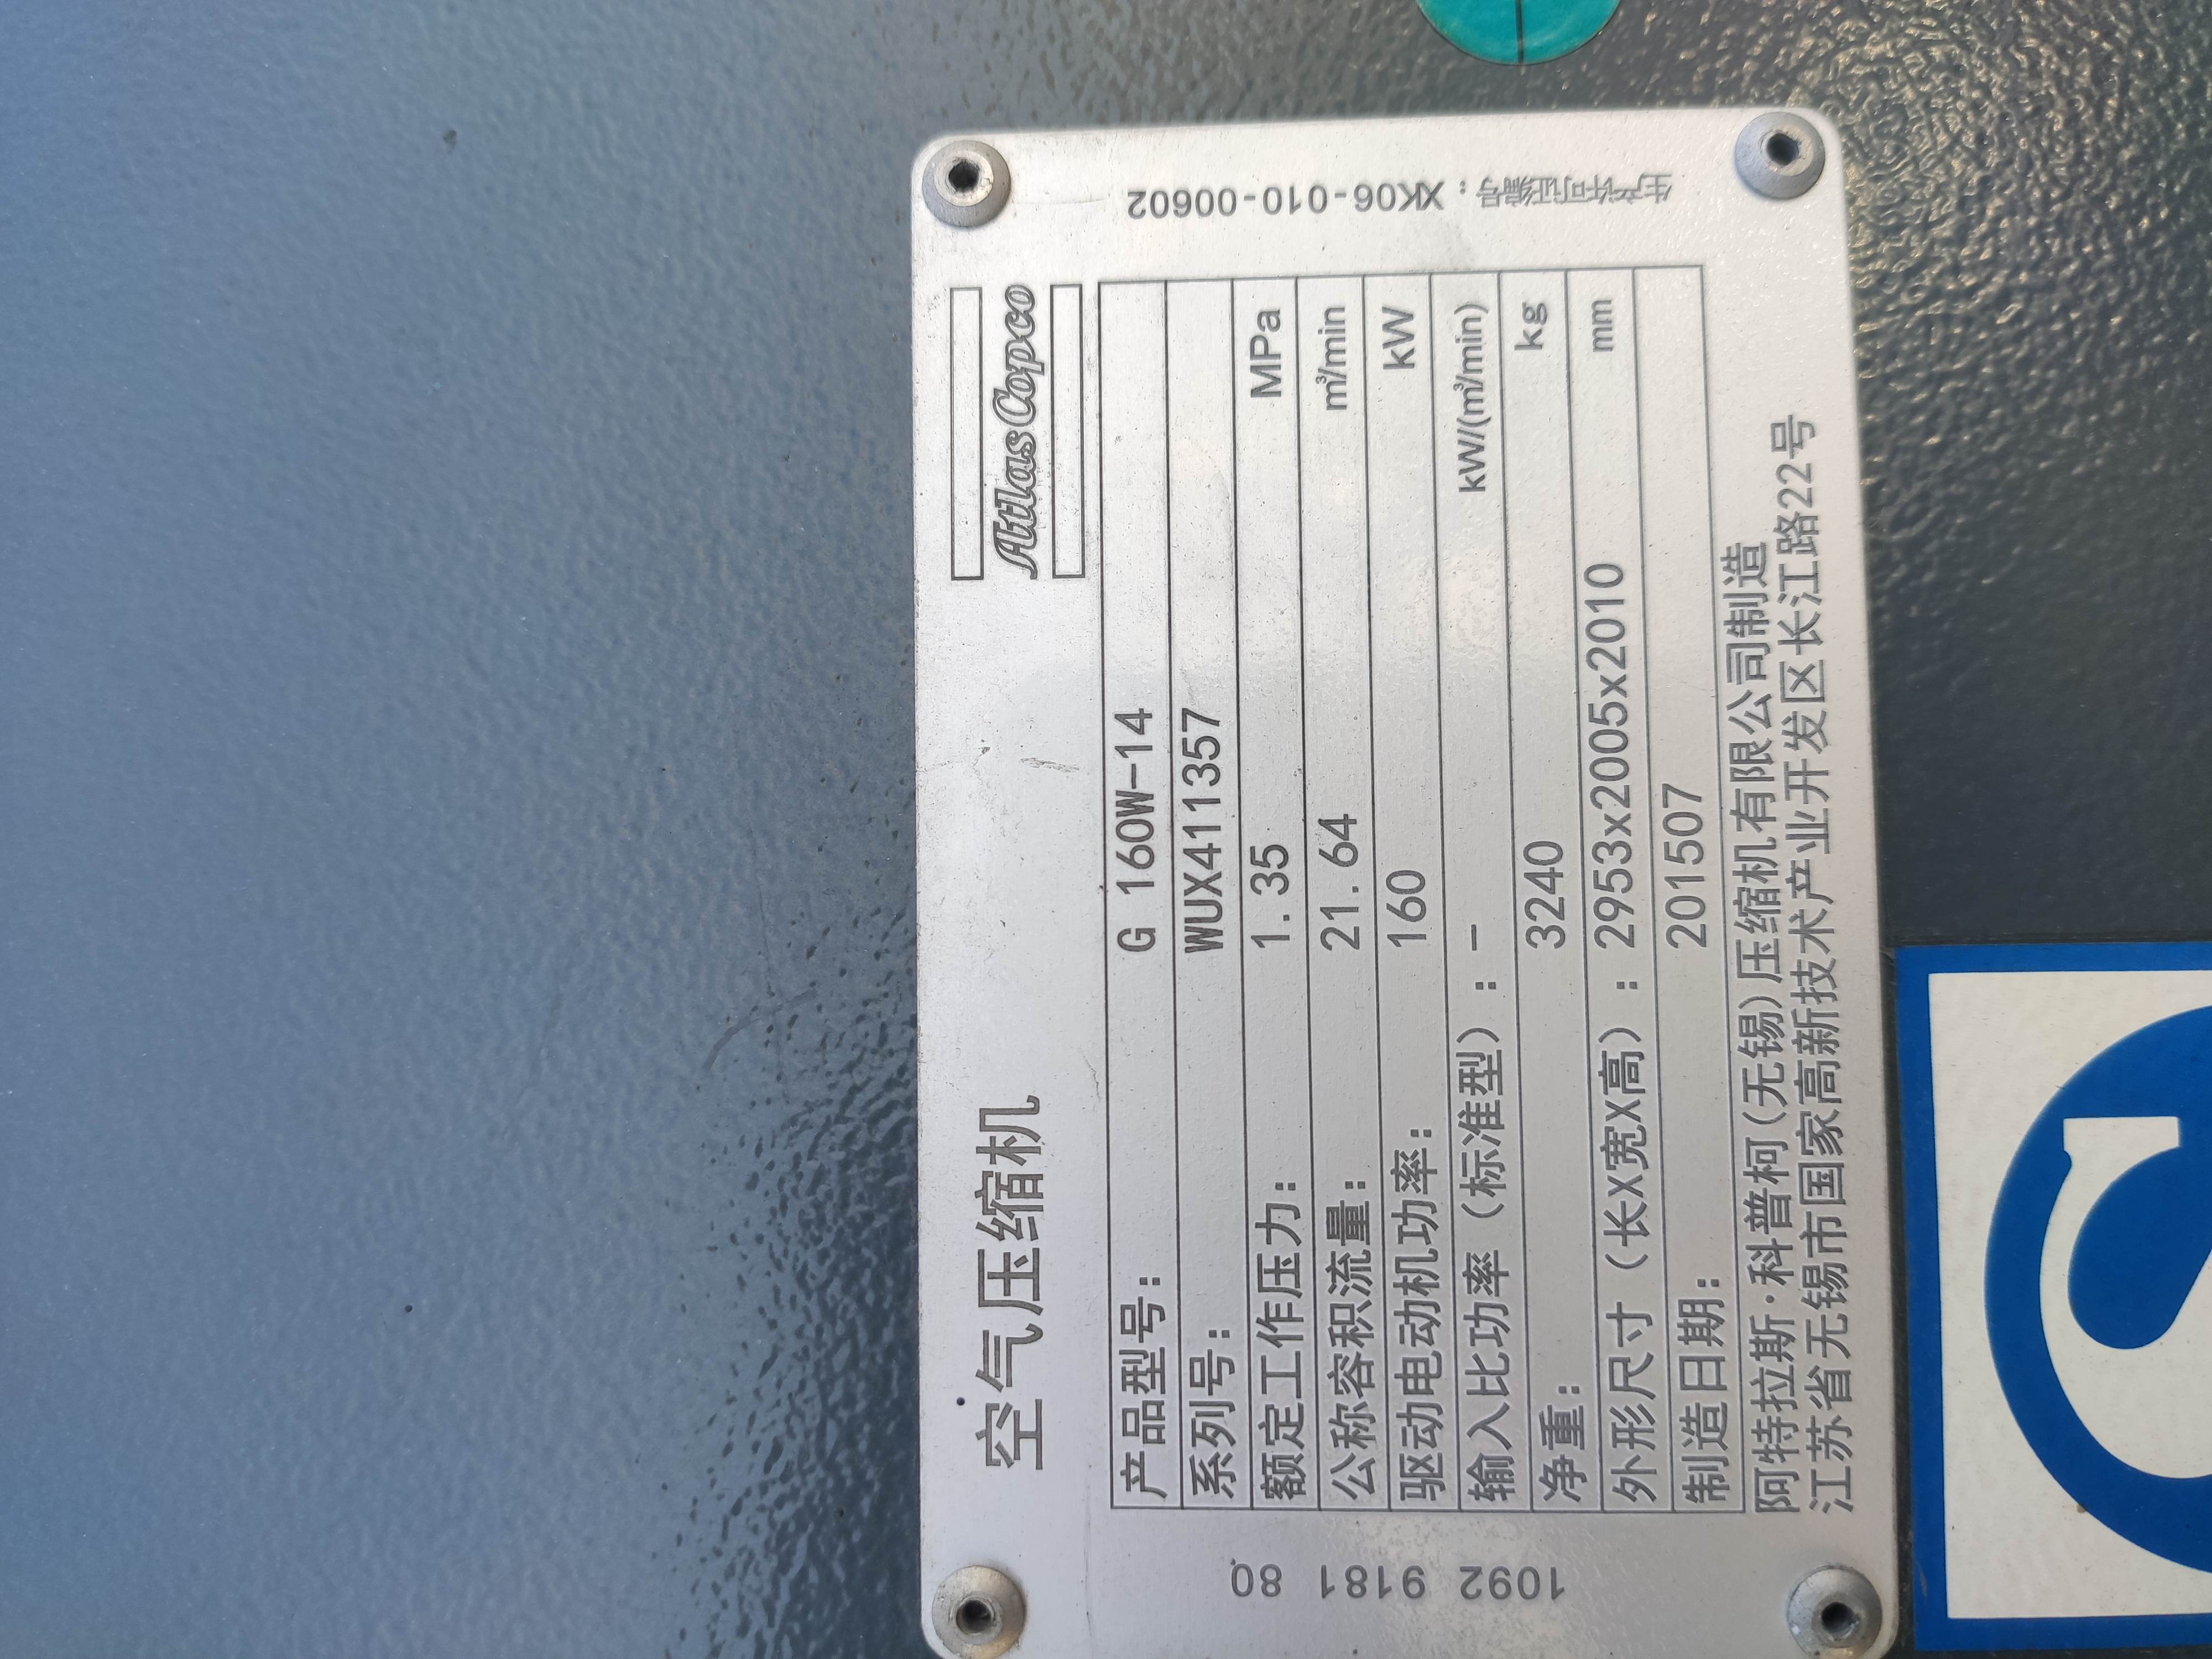 空气压缩机
Atlas Copco
产品型号: G 160W-14
系列号: WUX411357
额定工作压力: 1.35 MPa
公称容积流量: 21.64 m³/min
驱动电动机功率: 160 kW
输入比功率（标准型）: - kW/(m³/min)
净重: 3240 kg
外形尺寸（长X宽X高）: 2953x2005x2010 mm
制造日期: 201507
阿特拉斯·科普柯(无锡)压缩机有限公司制造
江苏省无锡市国家高新技术产业开发区长江路22号
生产许可证编号: XK06-010-00602
1092 9181 80